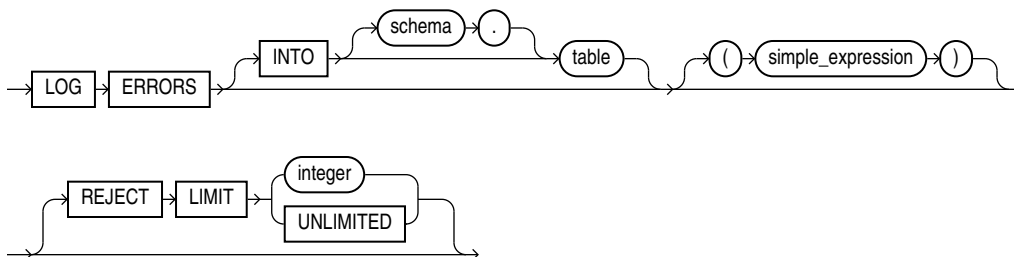 schema .
INTO table ( simple_expression )
LOG ERRORS
integer
REJECT LIMIT
UNLIMITED